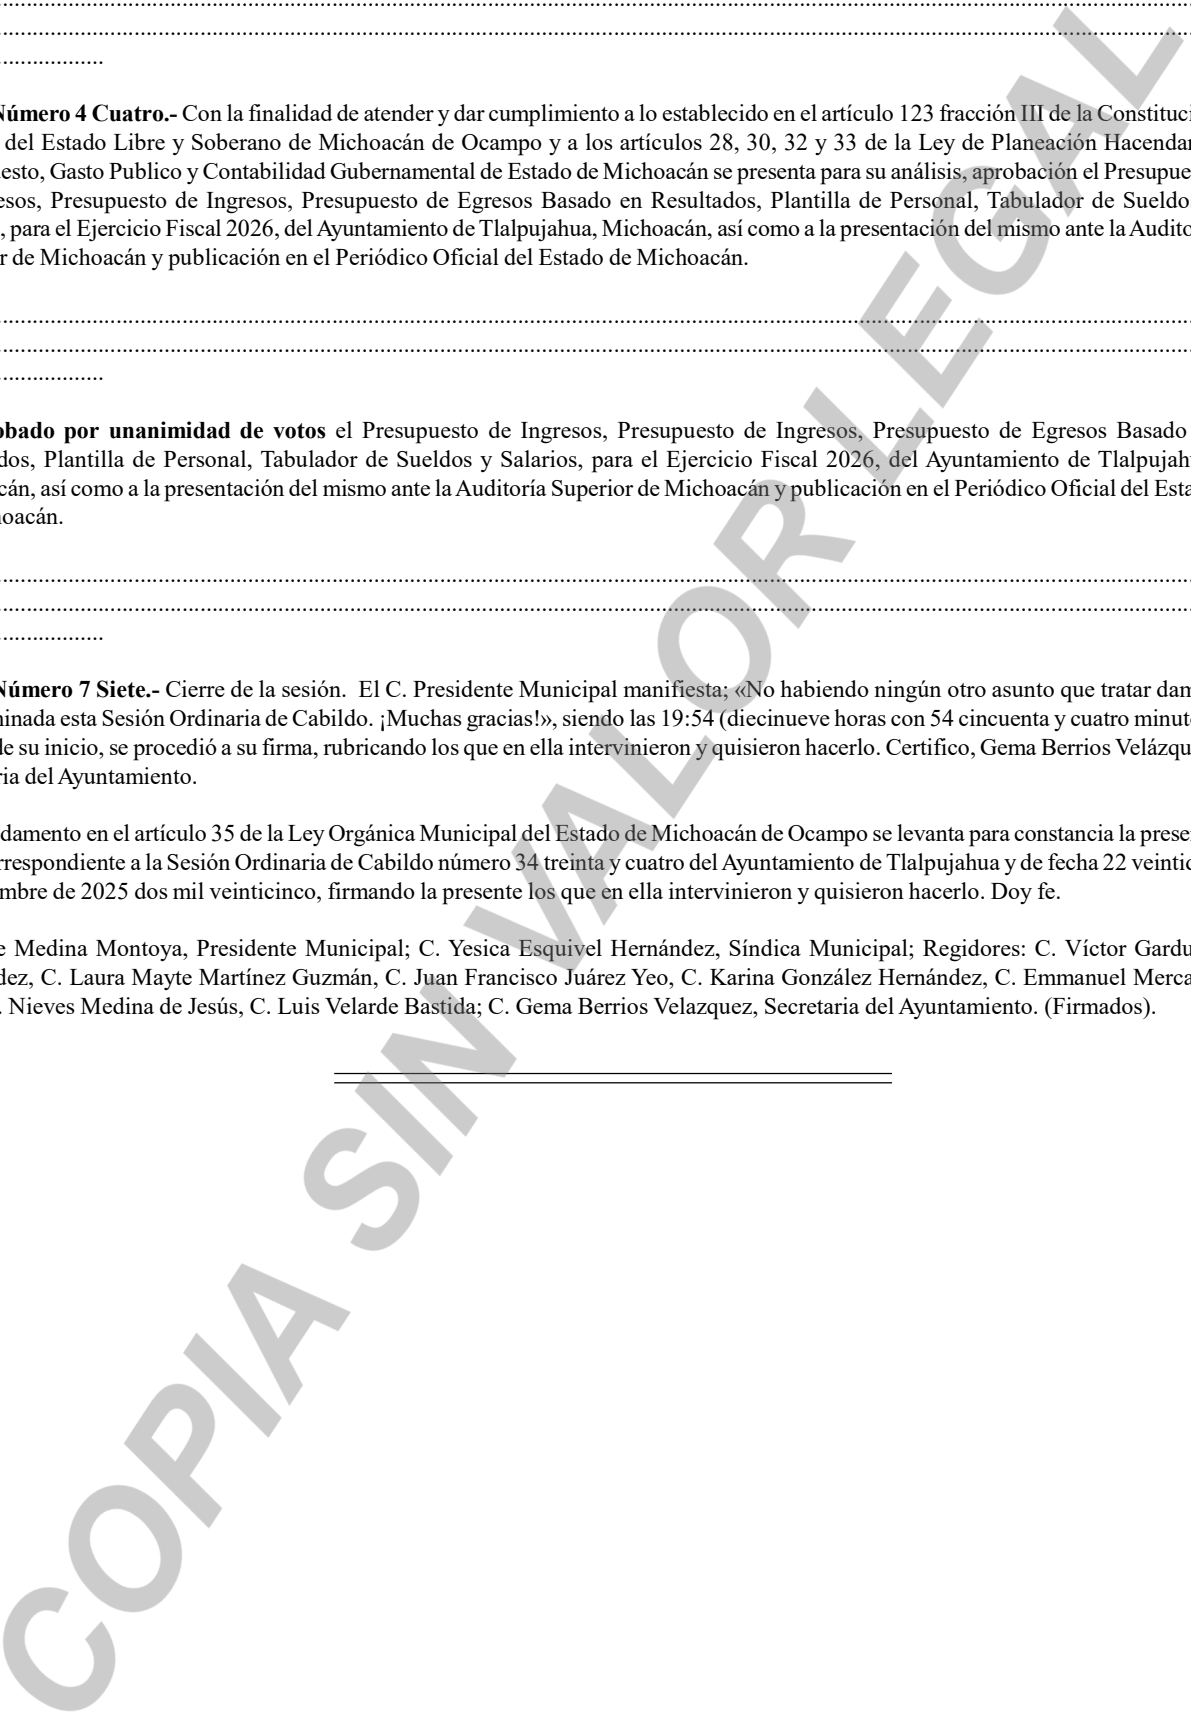 Número 4 Cuatro.- Con la finalidad de atender y dar cumplimiento a lo establecido en el artículo 123 fracción III de la Constituci
del Estado Libre y Soberano de Michoacán de Ocampo y a los artículos 28, 30, 32 y 33 de la Ley de Planeación Hacendar
esto, Gasto Publico y Contabilidad Gubernamental de Estado de Michoacán se presenta para su análisis, aprobación el Presupue
esos, Presupuesto de Ingresos, Presupuesto de Egresos Basado en Resultados, Plantilla de Personal, Tabulador de Sueldo
, para el Ejercicio Fiscal 2026, del Ayuntamiento de Tlalpujahua, Michoacán, así como a la presentación del mismo ante la Audito
r de Michoacán y publicación en el Periódico Oficial del Estado de Michoacán.
obado por unanimidad de votos el Presupuesto de Ingresos, Presupuesto de Ingresos, Presupuesto de Egresos Basado
dos, Plantilla de Personal, Tabulador de Sueldos y Salarios, para el Ejercicio Fiscal 2026, del Ayuntamiento de Tlalpujah
cán, así como a la presentación del mismo ante la Auditoría Superior de Michoacán y publicación en el Periódico Oficial del Esta
hoacán.
Número 7 Siete.- Cierre de la sesión. El C. Presidente Municipal manifiesta; «No habiendo ningún otro asunto que tratar dam
minada esta Sesión Ordinaria de Cabildo. ¡Muchas gracias!», siendo las 19:54 (diecinueve horas con 54 cincuenta y cuatro minut
de su inicio, se procedió a su firma, rubricando los que en ella intervinieron y quisieron hacerlo. Certifico, Gema Berrios Velázqu
ria del Ayuntamiento.
damento en el artículo 35 de la Ley Orgánica Municipal del Estado de Michoacán de Ocampo se levanta para constancia la prese
rrespondiente a la Sesión Ordinaria de Cabildo número 34 treinta y cuatro del Ayuntamiento de Tlalpujahua y de fecha 22 veintid
mbre de 2025 dos mil veinticinco, firmando la presente los que en ella intervinieron y quisieron hacerlo. Doy fe.
e Medina Montoya, Presidente Municipal; C. Yesica Esquivel Hernández, Síndica Municipal; Regidores: C. Víctor Gardu
dez, C. Laura Mayte Martínez Guzmán, C. Juan Francisco Juárez Yeo, C. Karina González Hernández, C. Emmanuel Merca
. Nieves Medina de Jesús, C. Luis Velarde Bastida; C. Gema Berrios Velazquez, Secretaria del Ayuntamiento. (Firmados).
COPIA SIN VALOR LEGAL